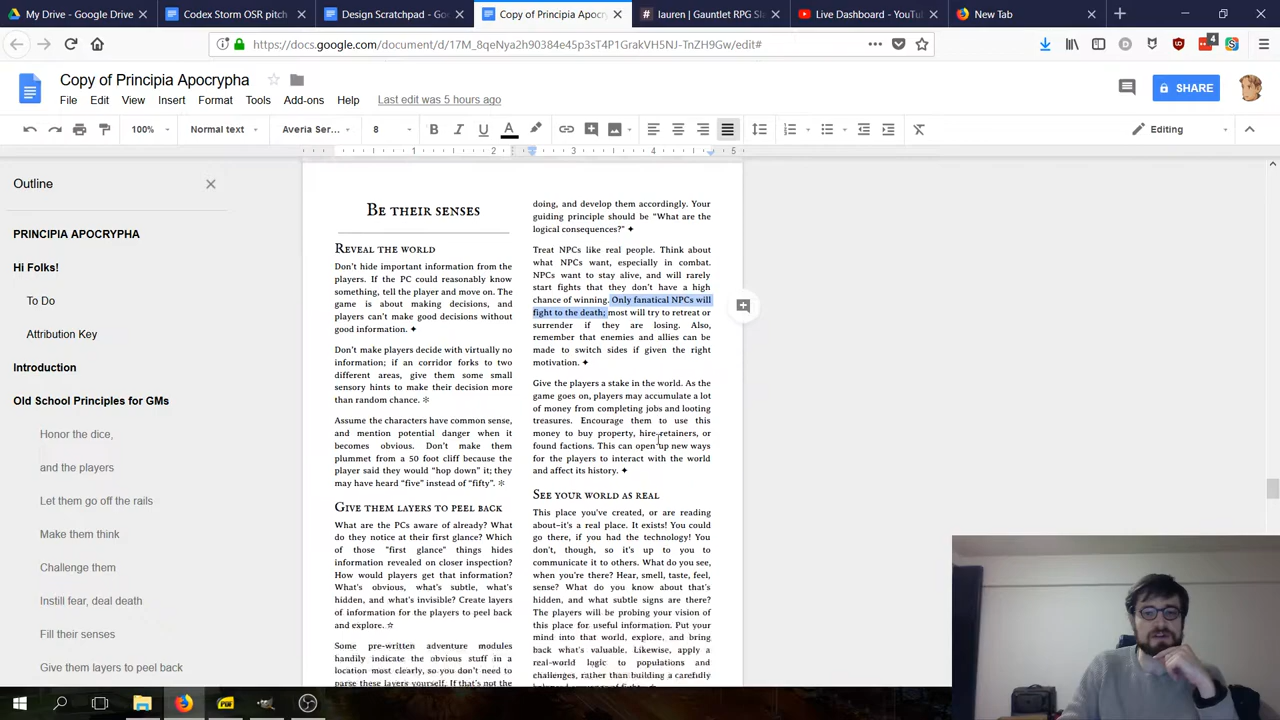 My Drive - Google Drive
Codex Storm OSR pitch
Design Scratchpad - Goo
Copy of Principia Apocryp
lauren | Gauntlet RPG Sl
Live Dashboard - YouTu
New Tab
https://docs.google.com/document/d/17M_8qeNya2h90384e45p3sT4P1GrakVH5NJ-TnZH9Gw/edit#
4
Copy of Principia Apocrypha
File Edit View Insert Format Tools Add-ons Help Last edit was 5 hours ago
SHARE
100% Normal text Averia Ser... 8 Editing
1 2 3 4 5
Outline
PRINCIPIA APOCRYPHA
Hi Folks!
To Do
Attribution Key
Introduction
Old School Principles for GMs
Honor the dice,
and the players
Let them go off the rails
Make them think
Challenge them
Instill fear, deal death
Fill their senses
Give them layers to peel back
Be their senses
Reveal the world
Don't hide important information from the
players. If the PC could reasonably know
something, tell the player and move on. The
game is about making decisions, and
players can't make good decisions without
good information. ✦
Don't make players decide with virtually no
information; if an corridor forks to two
different areas, give them some small
sensory hints to make their decision more
than random chance. ✼
Assume the characters have common sense,
and mention potential danger when it
becomes obvious. Don't make them
plummet from a 50 foot cliff because the
player said they would "hop down" it; they
may have heard "five" instead of "fifty". ✼
Give them layers to peel back
What are the PCs aware of already? What
do they notice at their first glance? Which
of those "first glance" things hides
information revealed on closer inspection?
How would players get that information?
What's obvious, what's subtle, what's
hidden, and what's invisible? Create layers
of information for the players to peel back
and explore. ☆
Some pre-written adventure modules
handily indicate the obvious stuff in a
location most clearly, so you don't need to
parse these layers yourself. If that's not the
doing, and develop them accordingly. Your
guiding principle should be "What are the
logical consequences?" ✦
Treat NPCs like real people. Think about
what NPCs want, especially in combat.
NPCs want to stay alive, and will rarely
start fights that they don't have a high
chance of winning. Only fanatical NPCs will
fight to the death; most will try to retreat or
surrender if they are losing. Also,
remember that enemies and allies can be
made to switch sides if given the right
motivation. ✦
Give the players a stake in the world. As the
game goes on, players may accumulate a lot
of money from completing jobs and looting
treasures. Encourage them to use this
money to buy property, hire retainers, or
found factions. This can open up new ways
for the players to interact with the world
and affect its history. ✦
See your world as real
This place you've created, or are reading
about–it's a real place. It exists! You could
go there, if you had the technology! You
don't, though, so it's up to you to
communicate it to others. What do you see,
when you're there? Hear, smell, taste, feel,
sense? What do you know about that's
hidden, and what subtle signs are there?
The players will be probing your vision of
this place for useful information. Put your
mind into that world, explore, and bring
back what's valuable. Likewise, apply a
real-world logic to populations and
challenges, rather than building a carefully